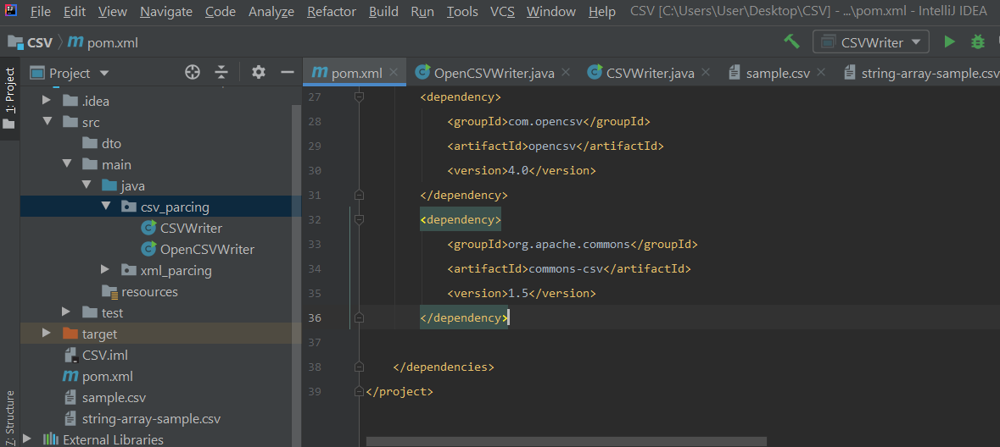 File Edit View Navigate Code Analyze Refactor Build Run Tools VCS Window Help CSV [C:\Users\User\Desktop\CSV] - ...\pom.xml - IntelliJ IDEA
CSV pom.xml CSVWriter
1: Project
Project
pom.xml OpenCSVWriter.java CSVWriter.java sample.csv string-array-sample.csv
.idea
src
dto
main
java
csv_parcing
CSVWriter
OpenCSVWriter
xml_parcing
resources
test
target
CSV.iml
pom.xml
sample.csv
string-array-sample.csv
External Libraries
Z: Structure
27 <dependency>
28 <groupId>com.opencsv</groupId>
29 <artifactId>opencsv</artifactId>
30 <version>4.0</version>
31 </dependency>
32 <dependency>
33 <groupId>org.apache.commons</groupId>
34 <artifactId>commons-csv</artifactId>
35 <version>1.5</version>
36 </dependency>
37
38 </dependencies>
39 </project>